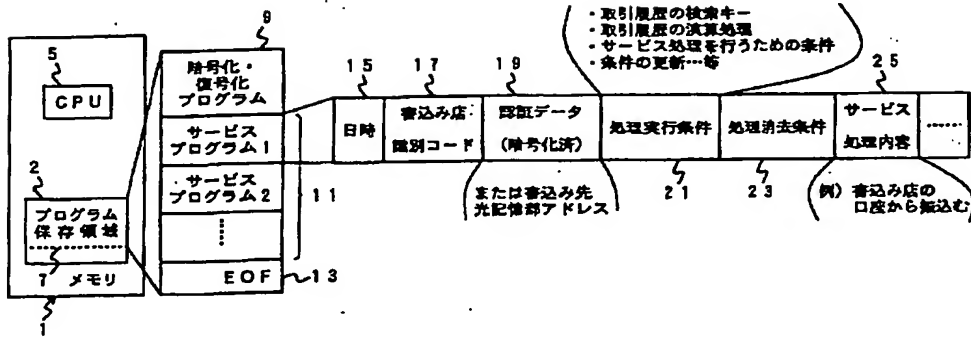 ・取引履歴の検索キー
・取引履歴の演算処理
・サービス処理を行うための条件
・条件の更新…等
9
5
CPU
暗号化・
復号化
プログラム
サービス
プログラム1
サービス
プログラム2
EOF
11
13
2
プログラム
保存領域
7
メモリ
1
15
17
19
25
日時
書込み店
識別コード
認証データ
(暗号化済)
処理実行条件
処理消去条件
サービス
処理内容
……
または書込み先
光記憶部アドレス
21
23
例)書込み店の
口座から振込む